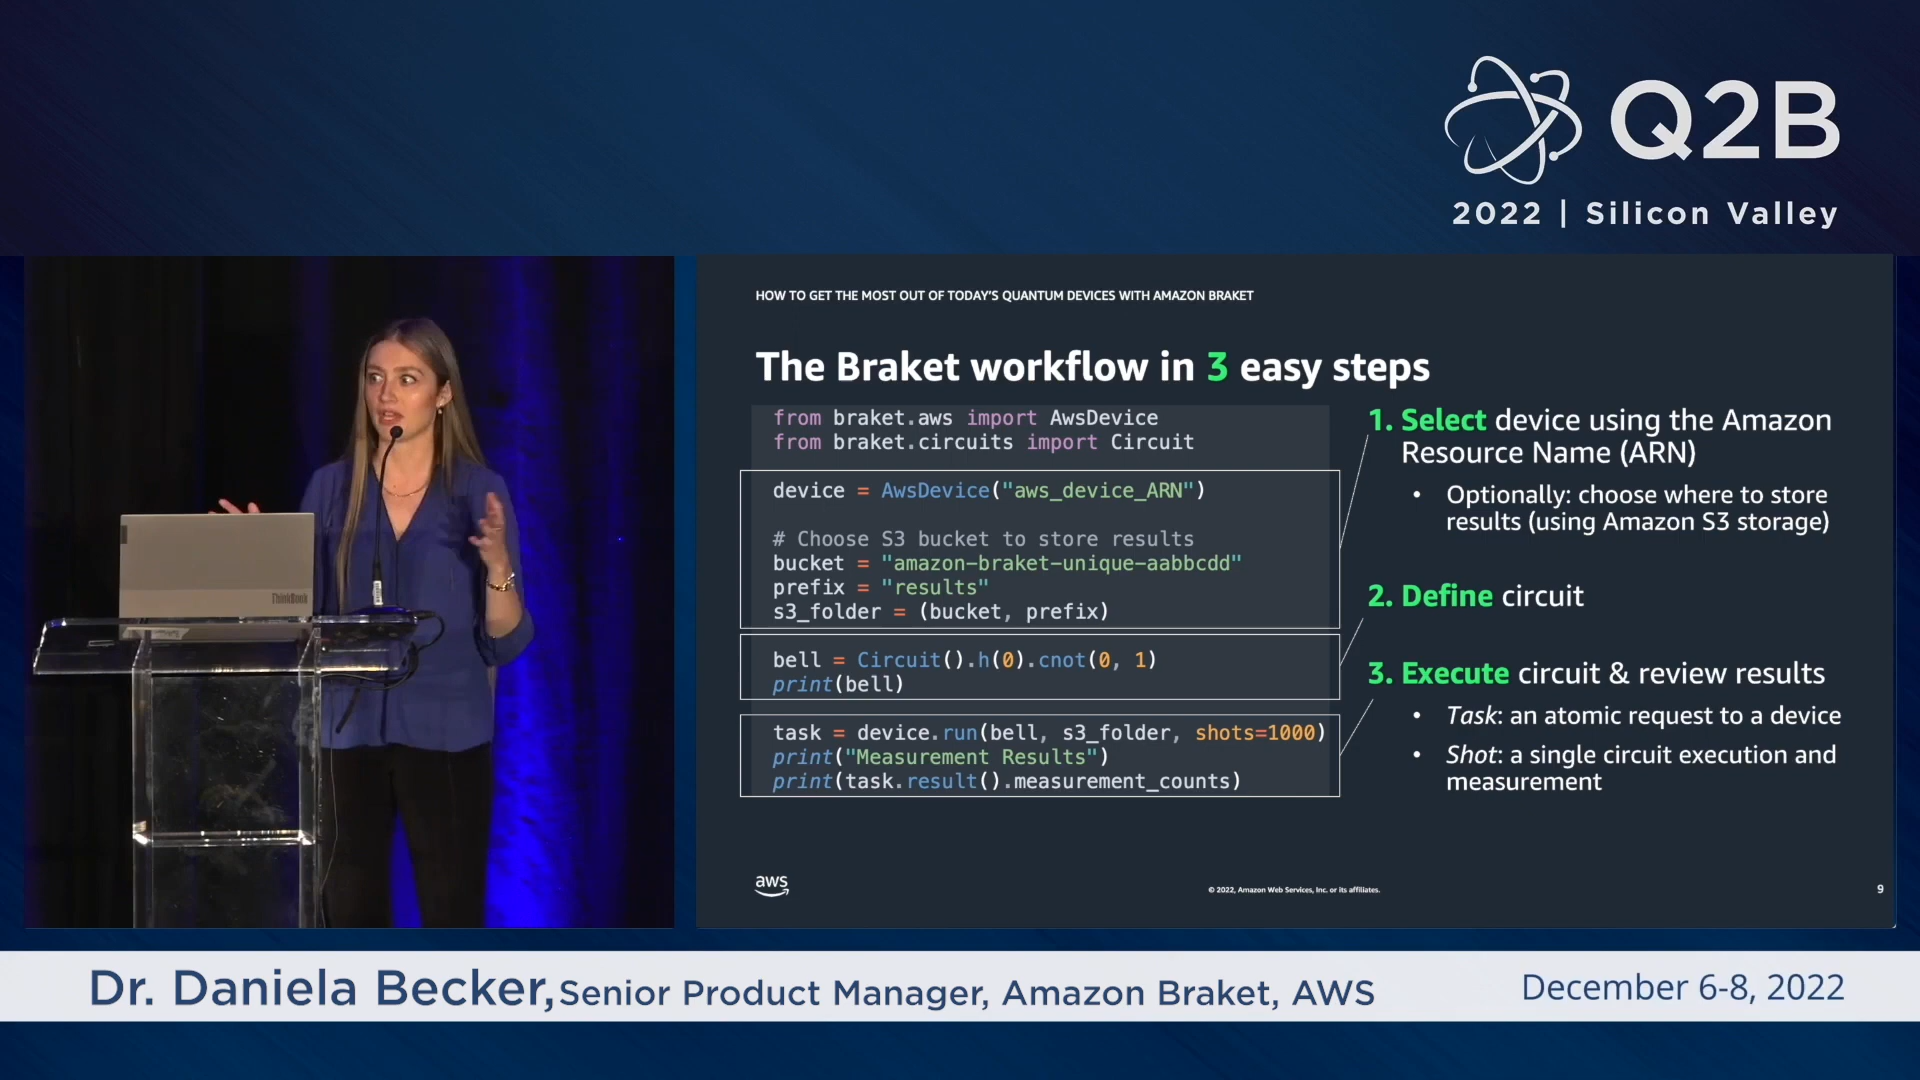 Q2B
2022 | Silicon Valley
HOW TO GET THE MOST OUT OF TODAY'S QUANTUM DEVICES WITH AMAZON BRAKET
The Braket workflow in 3 easy steps
from braket.aws import AwsDevice
from braket.circuits import Circuit
device = AwsDevice("aws_device_ARN")
# Choose S3 bucket to store results
bucket = "amazon-braket-unique-aabbcdd"
prefix = "results"
s3_folder = (bucket, prefix)
bell = Circuit().h(0).cnot(0, 1)
print(bell)
task = device.run(bell, s3_folder, shots=1000)
print("Measurement Results")
print(task.result().measurement_counts)
1. Select device using the Amazon
Resource Name (ARN)
• Optionally: choose where to store
results (using Amazon S3 storage)
2. Define circuit
3. Execute circuit & review results
• Task: an atomic request to a device
• Shot: a single circuit execution and
measurement
aws
© 2022, Amazon Web Services, Inc. or its affiliates.
9
ThinkBook
Dr. Daniela Becker, Senior Product Manager, Amazon Braket, AWS
December 6-8, 2022